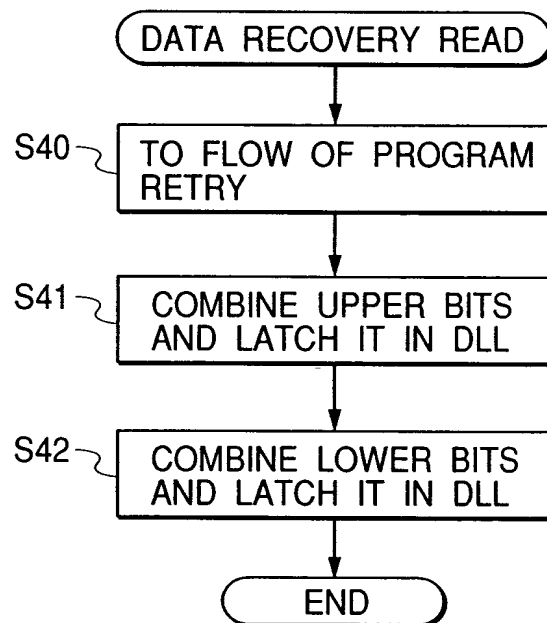 DATA RECOVERY READ
S40
TO FLOW OF PROGRAM
RETRY
S41
COMBINE UPPER BITS
AND LATCH IT IN DLL
S42
COMBINE LOWER BITS
AND LATCH IT IN DLL
END